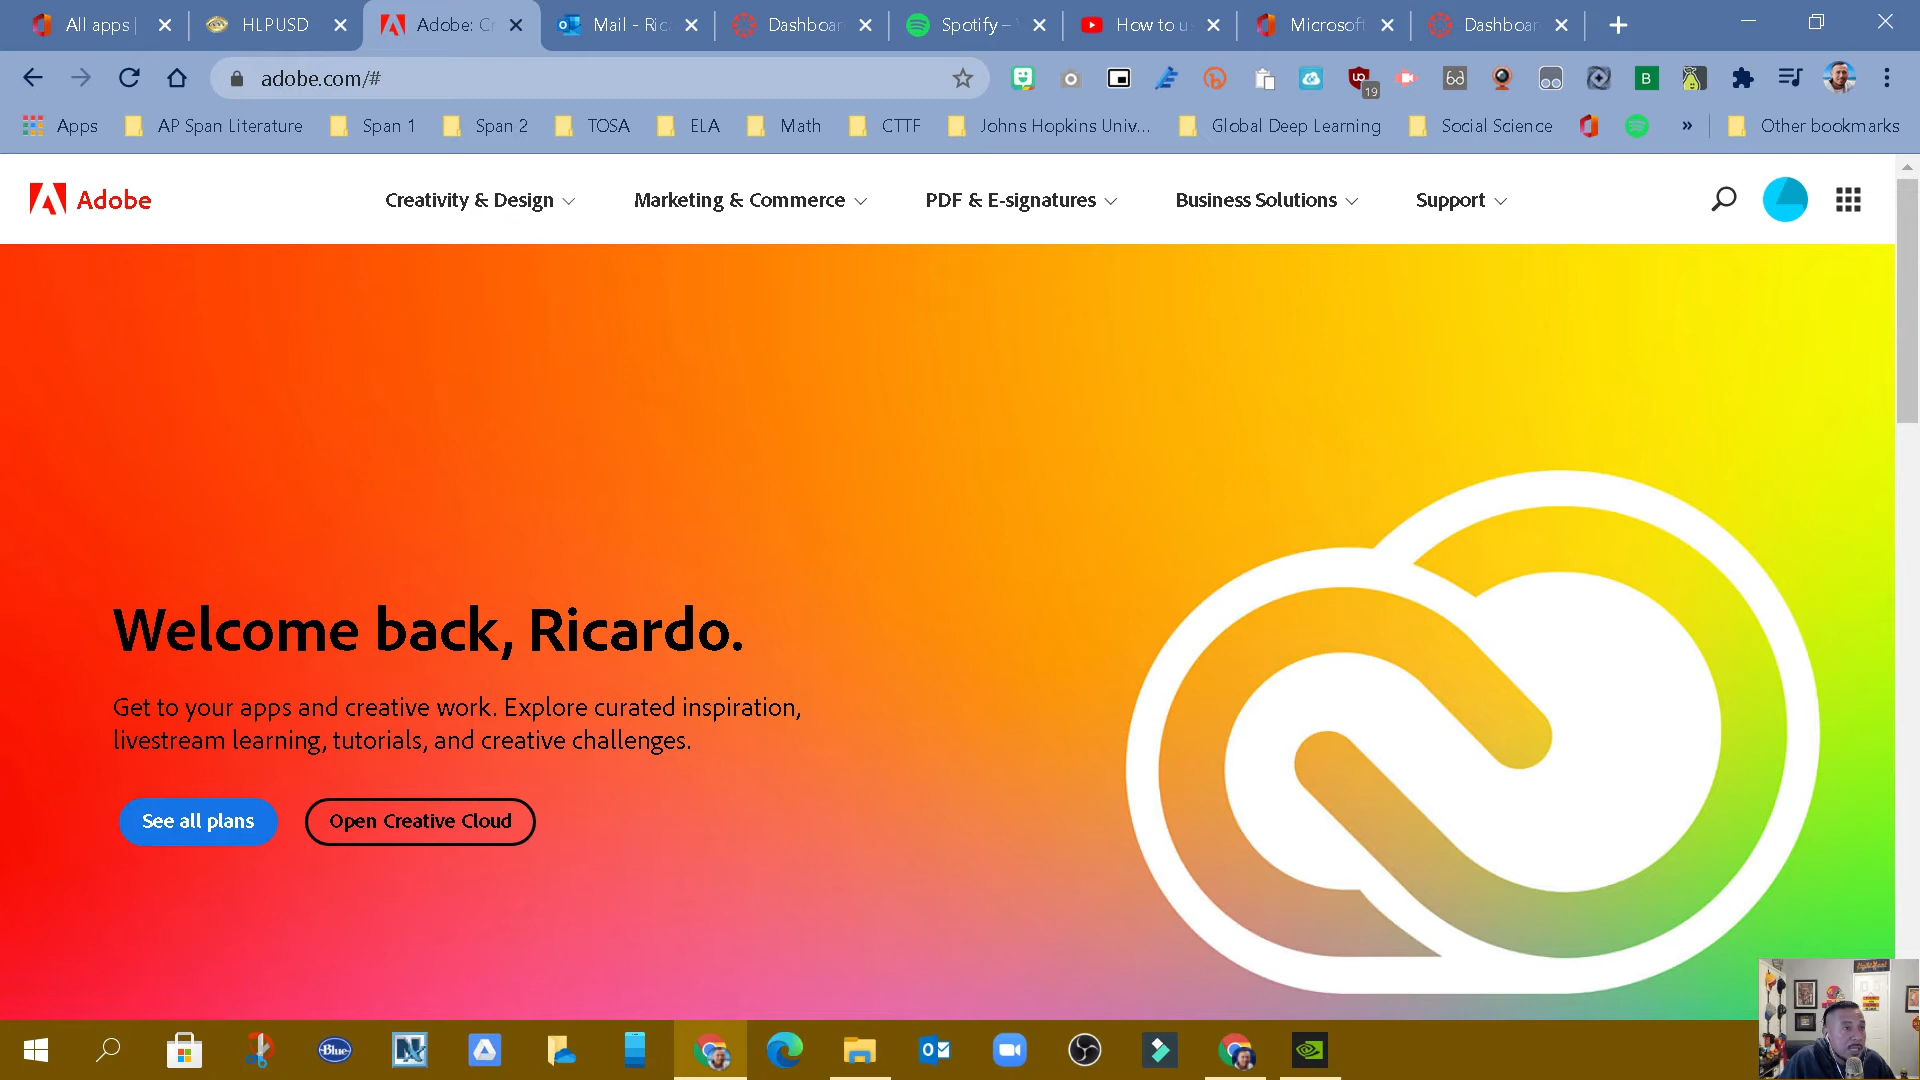 All apps |
HLPUSD
Adobe: Cr
Mail - Ric
Dashboar
Spotify –
How to u
Microsoft
Dashboar
adobe.com/#
19
Apps
AP Span Literature
Span 1
Span 2
TOSA
ELA
Math
CTTF
Johns Hopkins Univ...
Global Deep Learning
Social Science
»
Other bookmarks
Adobe
Creativity & Design
Marketing & Commerce
PDF & E-signatures
Business Solutions
Support
Welcome back, Ricardo.
Get to your apps and creative work. Explore curated inspiration,
livestream learning, tutorials, and creative challenges.
See all plans
Open Creative Cloud
Blue